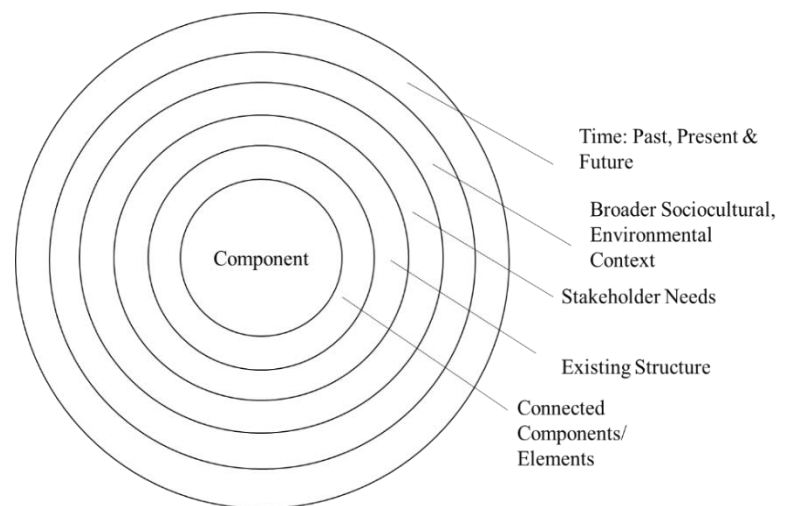 Time: Past, Present &
Future
Broader Sociocultural,
Environmental
Context
Component
Stakeholder Needs
Existing Structure
Connected
Components/
Elements